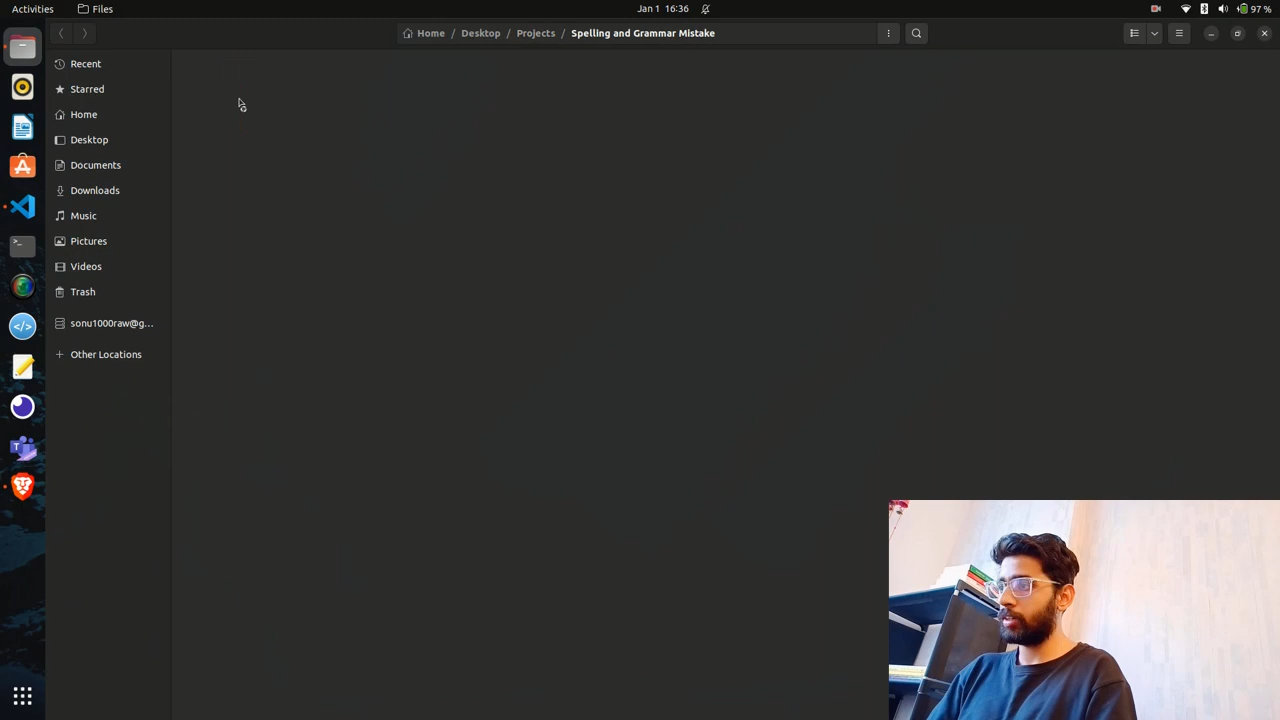 Activities Files Jan 1 16:36 97 %
Home / Desktop / Projects / Spelling and Grammar Mistake
Recent
Starred
Home
Desktop
Documents
Downloads
Music
Pictures
Videos
Trash
sonu1000raw@g...
+ Other Locations